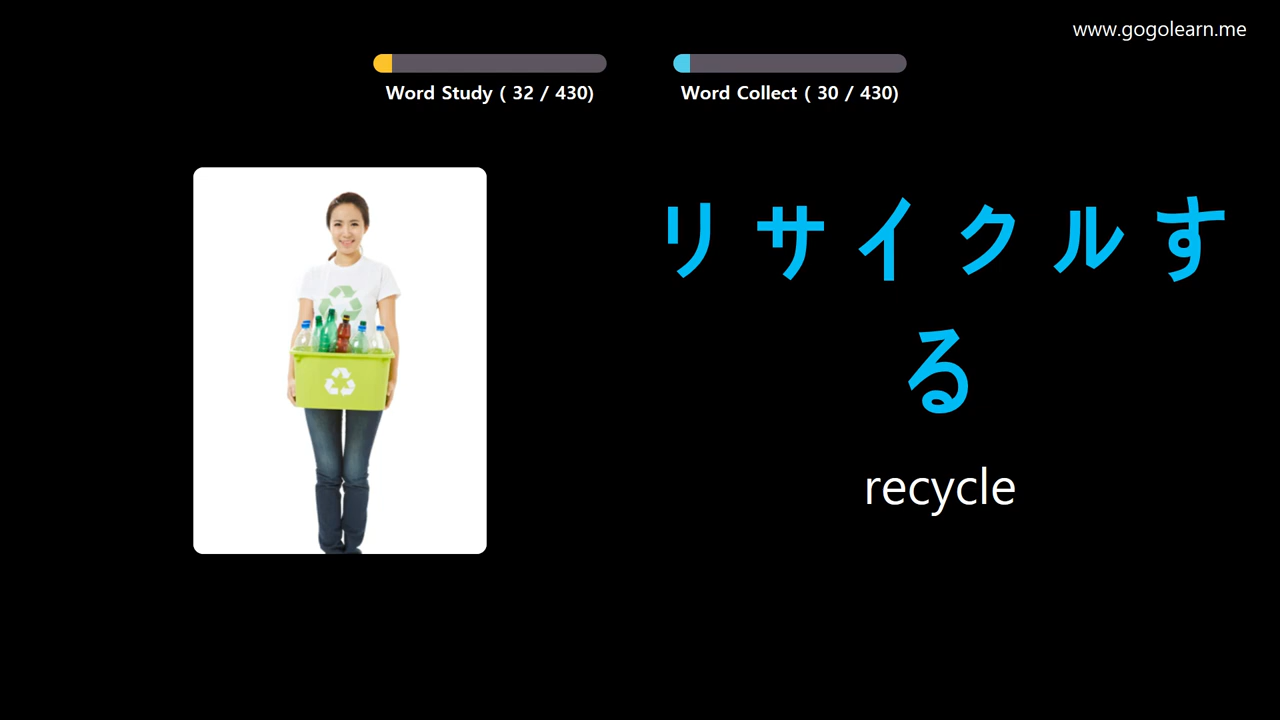 www.gogolearn.me
Word Study ( 32 / 430)
Word Collect ( 30 / 430)
リサイクルす
る
recycle